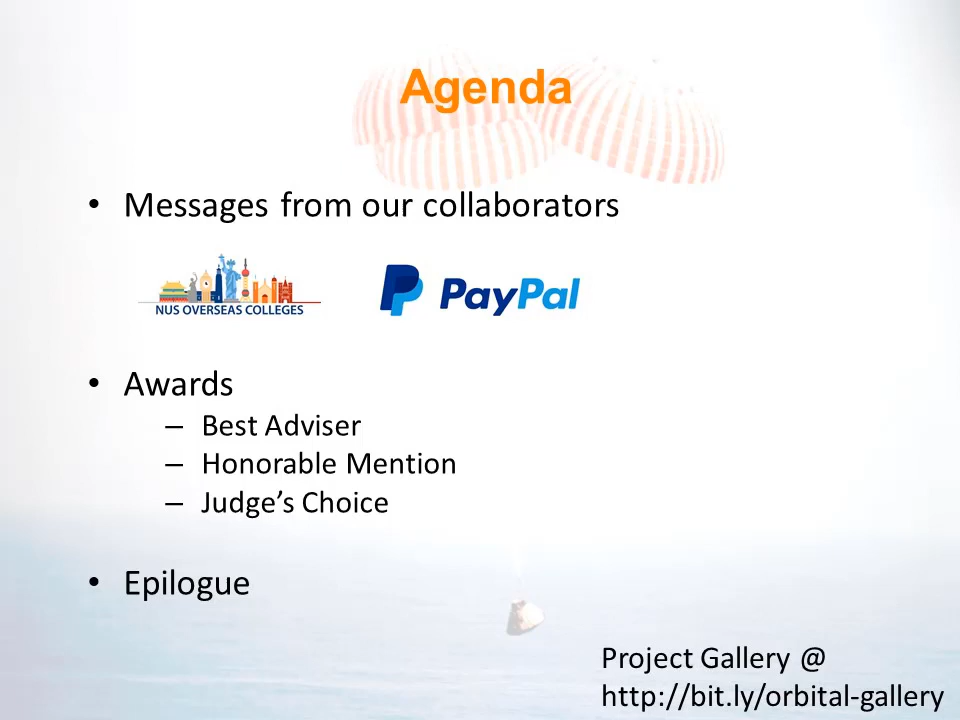 Agenda
• Messages from our collaborators
NUS OVERSEAS COLLEGES
PayPal
• Awards
– Best Adviser
– Honorable Mention
– Judge’s Choice
• Epilogue
Project Gallery @
http://bit.ly/orbital-gallery